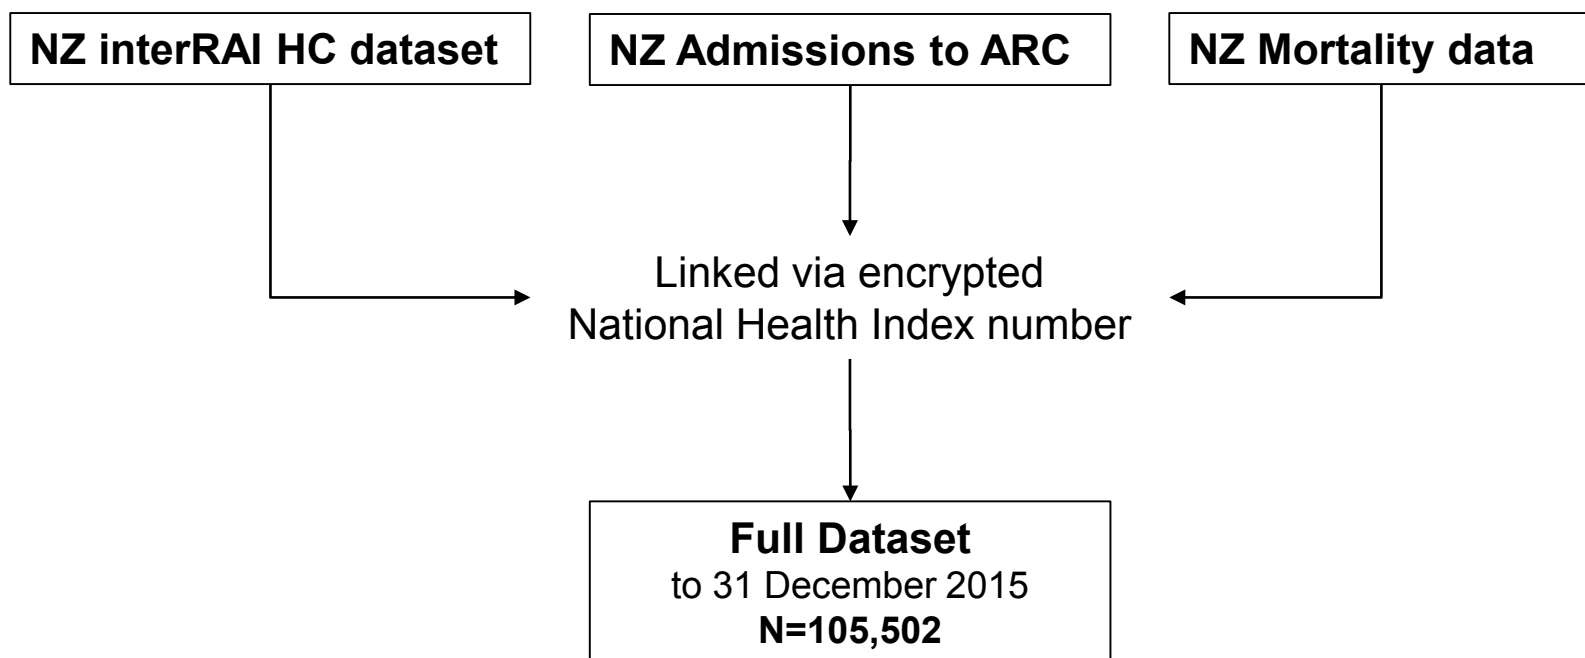 NZ interRAI HC dataset
NZ Admissions to ARC
NZ Mortality data
Linked via encrypted
National Health Index number
Full Dataset
to 31 December 2015
N=105,502